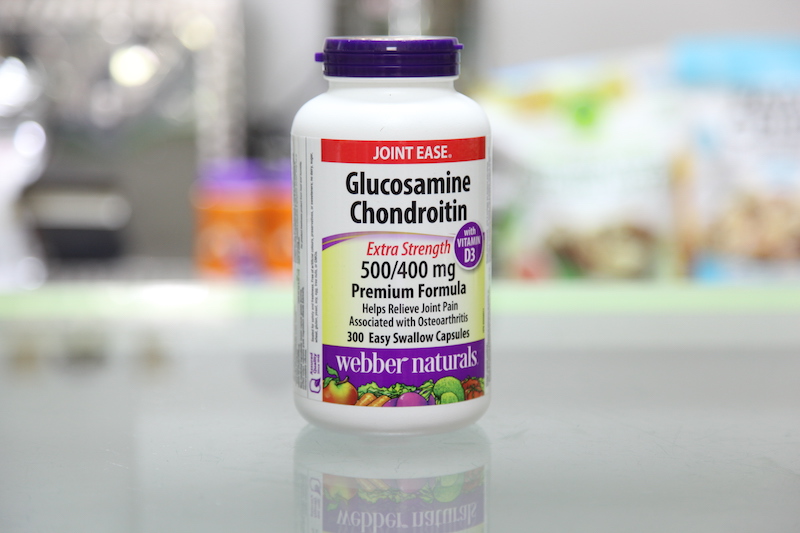 JOINT EASE®
Glucosamine
Chondroitin
with
VITAMIN
D3
Extra Strength
500/400 mg
Premium Formula
Helps Relieve Joint Pain
Associated with Osteoarthritis
300 Easy Swallow Capsules
webber naturals®